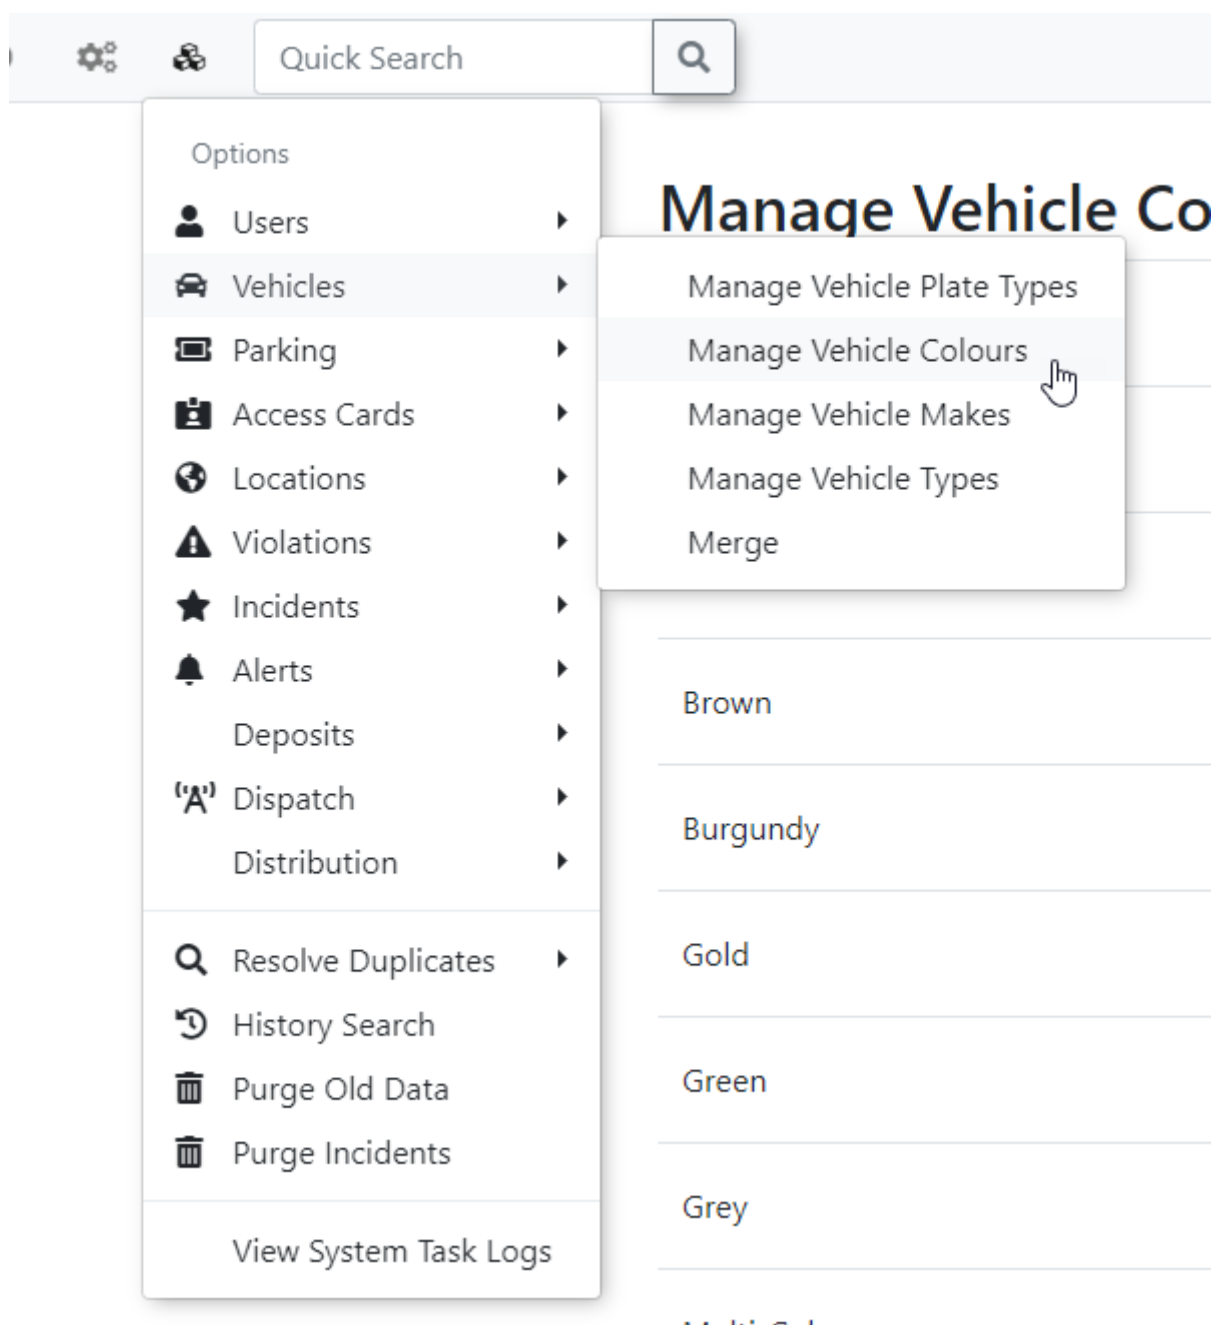 Quick Search
Options
Users
Vehicles
Parking
Access Cards
Locations
Violations
Incidents
Alerts
Deposits
Dispatch
Distribution
Resolve Duplicates
History Search
Purge Old Data
Purge Incidents
View System Task Logs
Manage Vehicle Co
Manage Vehicle Plate Types
Manage Vehicle Colours
Manage Vehicle Makes
Manage Vehicle Types
Merge
Brown
Burgundy
Gold
Green
Grey